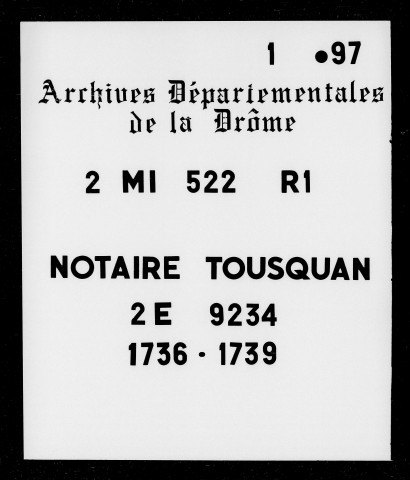 1 •97
Archives Départementales
de la Drôme
2 MI 522 R1
NOTAIRE TOUSQUAN
2E 9234
1736 • 1739